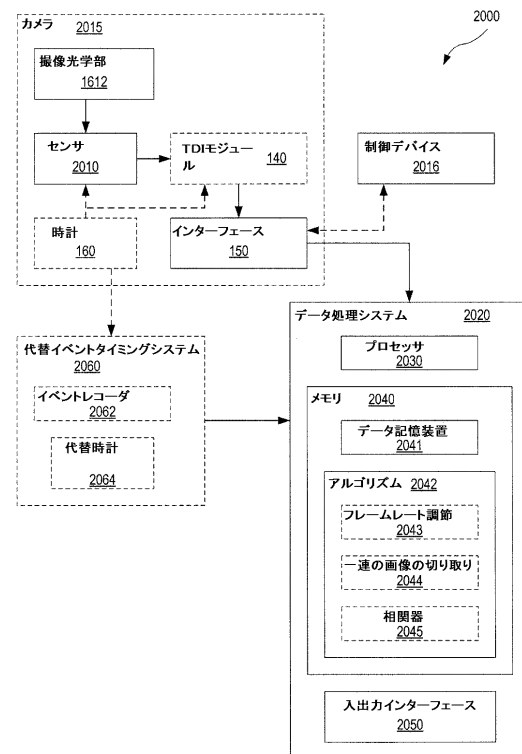 2000
カメラ 2015
撮像光学部
1612
センサ
2010
TDIモジュ
ール 140
制御デバイス
2016
時計
160
インターフェース
150
代替イベントタイミングシステム
2060
イベントレコーダ
2062
代替時計
2064
データ処理システム 2020
プロセッサ
2030
メモリ 2040
データ記憶装置
2041
アルゴリズム 2042
フレームレート調節
2043
一連の画像の切り取り
2044
相関器
2045
入出力インターフェース
2050